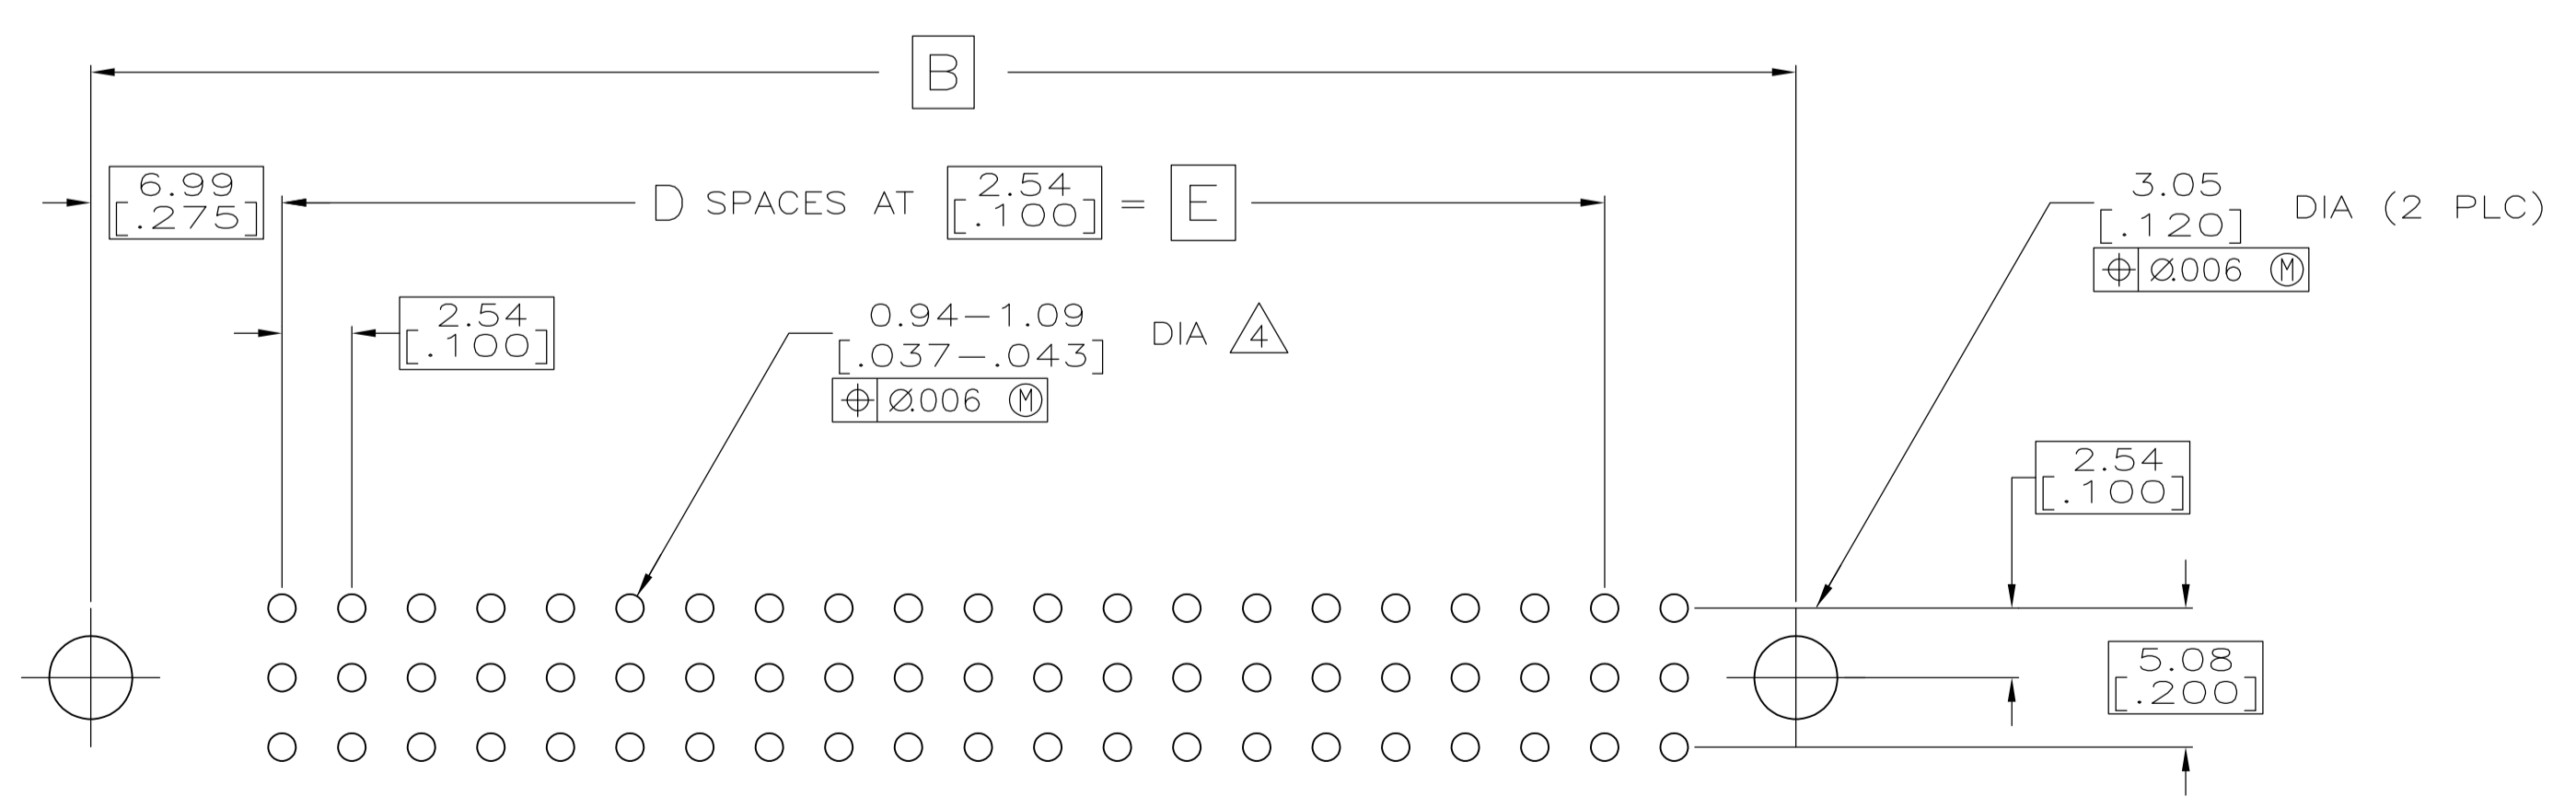 B
6.99
[.275]
D SPACES AT 2.54 [.100] = E
3.05
[.120] DIA (2 PLC)
⌖ Ø.006 Ⓜ
2.54
[.100]
0.94-1.09
[.037-.043] DIA 4
⌖ Ø.006 Ⓜ
2.54
[.100]
5.08
[.200]